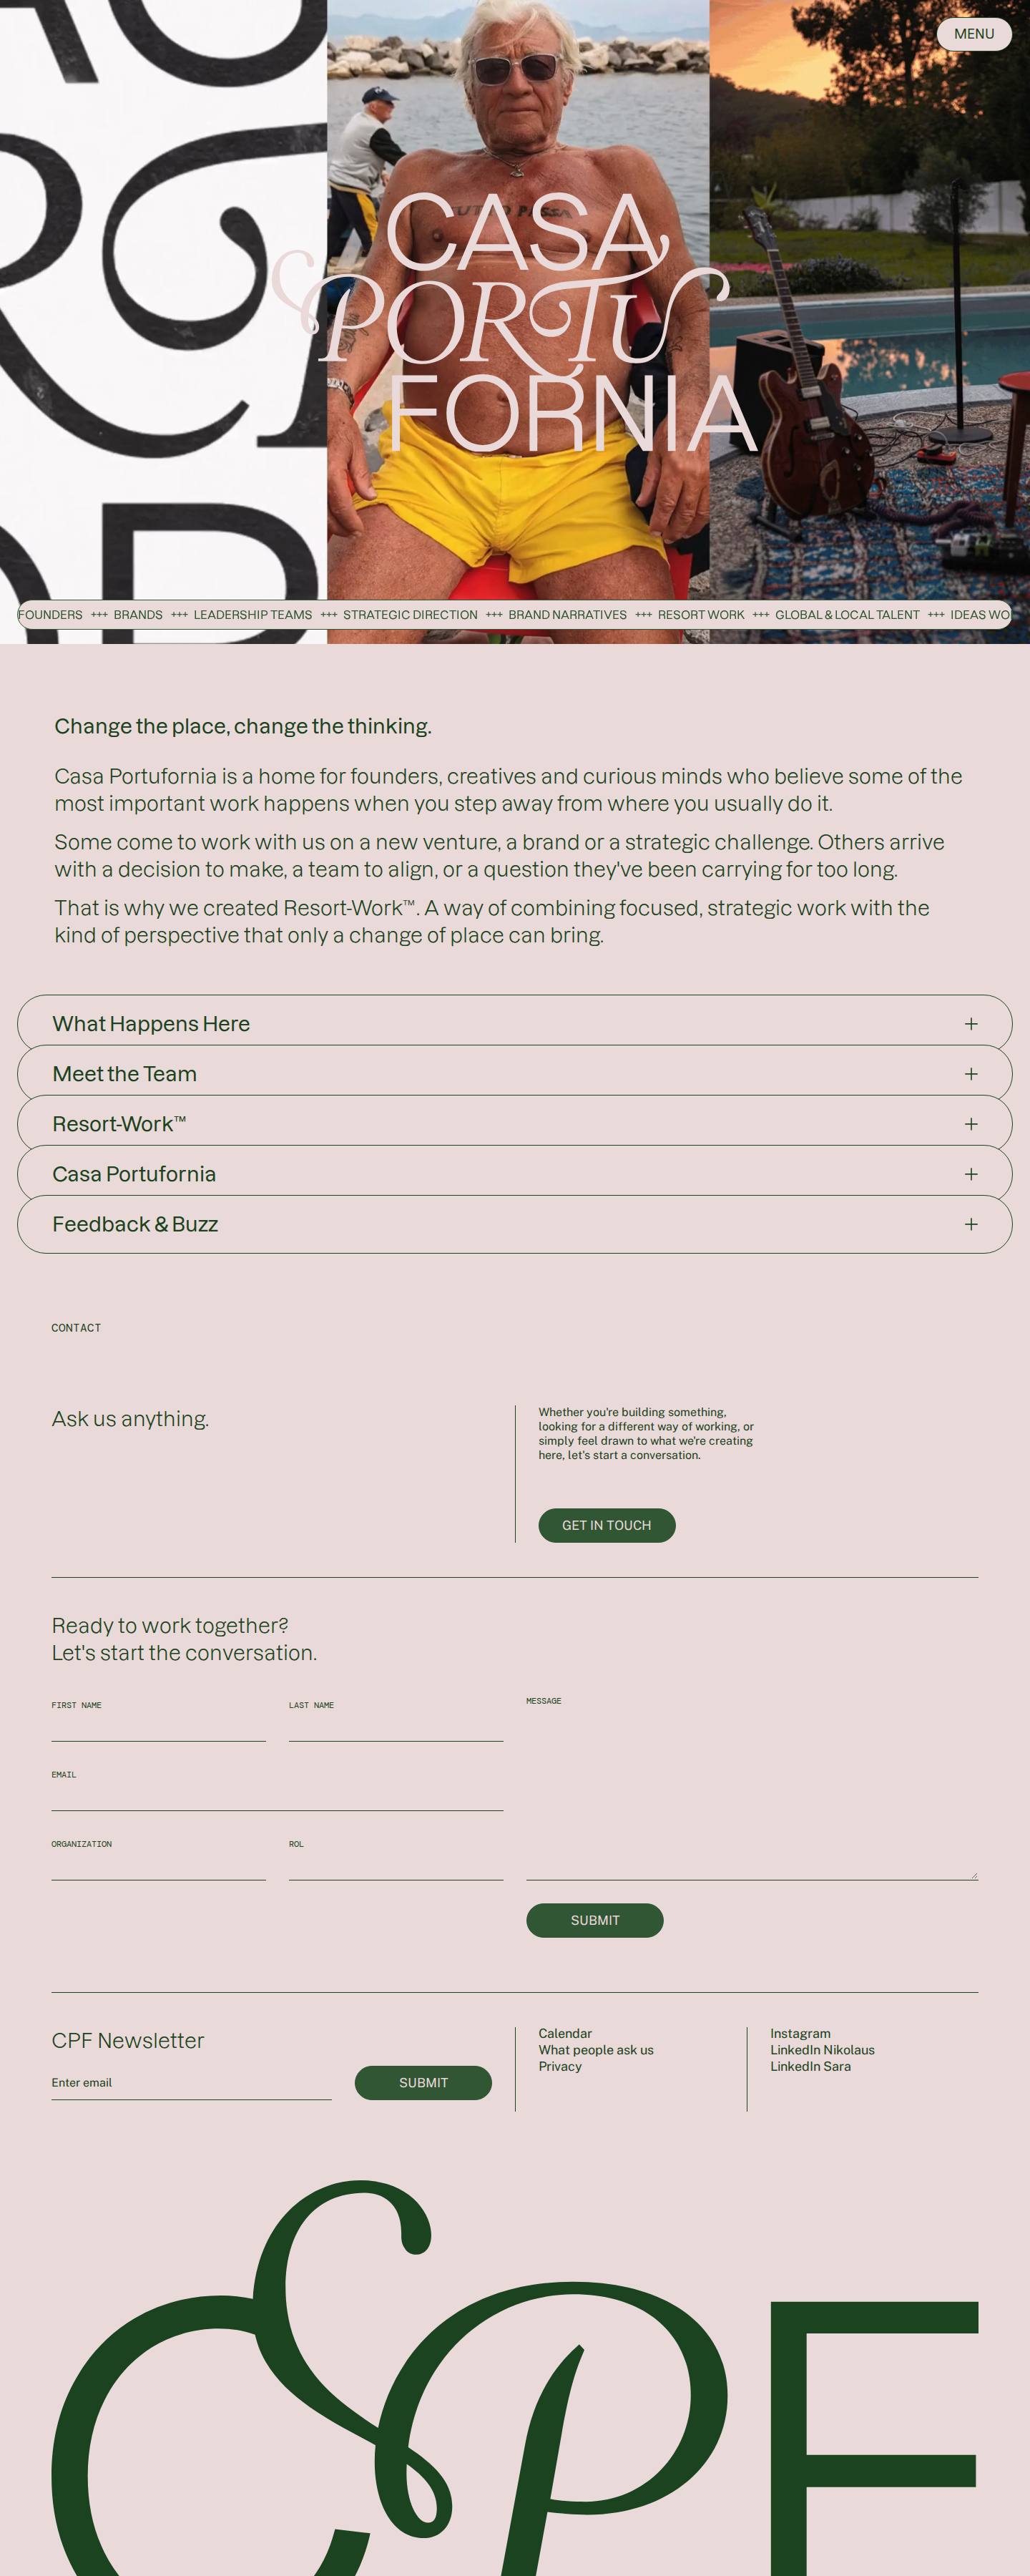 MENU
TUTTO PASSA
CASA
PORTU
FORNIA
FOUNDERS +++ BRANDS +++ LEADERSHIP TEAMS +++ STRATEGIC DIRECTION +++ BRAND NARRATIVES +++ RESORT WORK +++ GLOBAL & LOCAL TALENT +++ IDEAS WO
Change the place, change the thinking.
Casa Portufornia is a home for founders, creatives and curious minds who believe some of the
most important work happens when you step away from where you usually do it.
Some come to work with us on a new venture, a brand or a strategic challenge. Others arrive
with a decision to make, a team to align, or a question they've been carrying for too long.
That is why we created Resort-Work™. A way of combining focused, strategic work with the
kind of perspective that only a change of place can bring.
What Happens Here +
Meet the Team +
Resort-Work™ +
Casa Portufornia +
Feedback & Buzz +
CONTACT
Ask us anything.
Whether you're building something,
looking for a different way of working, or
simply feel drawn to what we're creating
here, let's start a conversation.
GET IN TOUCH
Ready to work together?
Let's start the conversation.
FIRST NAME
LAST NAME
MESSAGE
EMAIL
ORGANIZATION
ROL
SUBMIT
CPF Newsletter
Enter email
SUBMIT
Calendar
What people ask us
Privacy
Instagram
LinkedIn Nikolaus
LinkedIn Sara
CPF